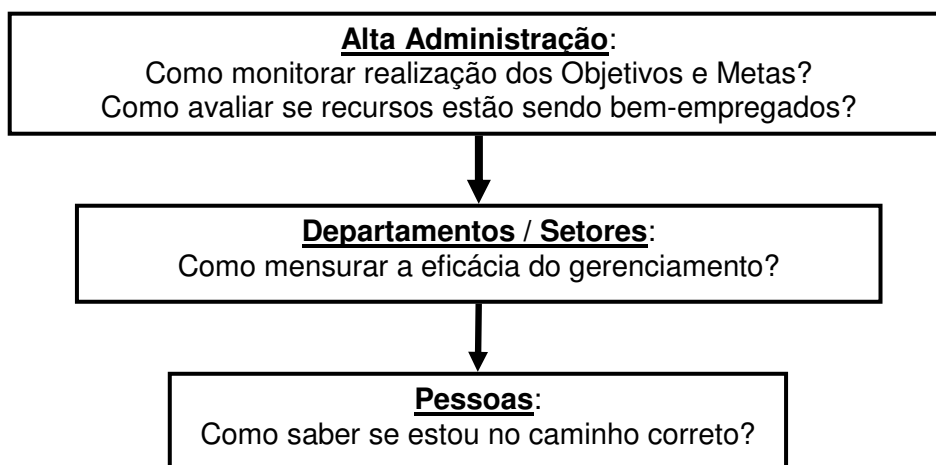 Alta Administração:
Como monitorar realização dos Objetivos e Metas?
Como avaliar se recursos estão sendo bem-empregados?
Departamentos / Setores:
Como mensurar a eficácia do gerenciamento?
Pessoas:
Como saber se estou no caminho correto?